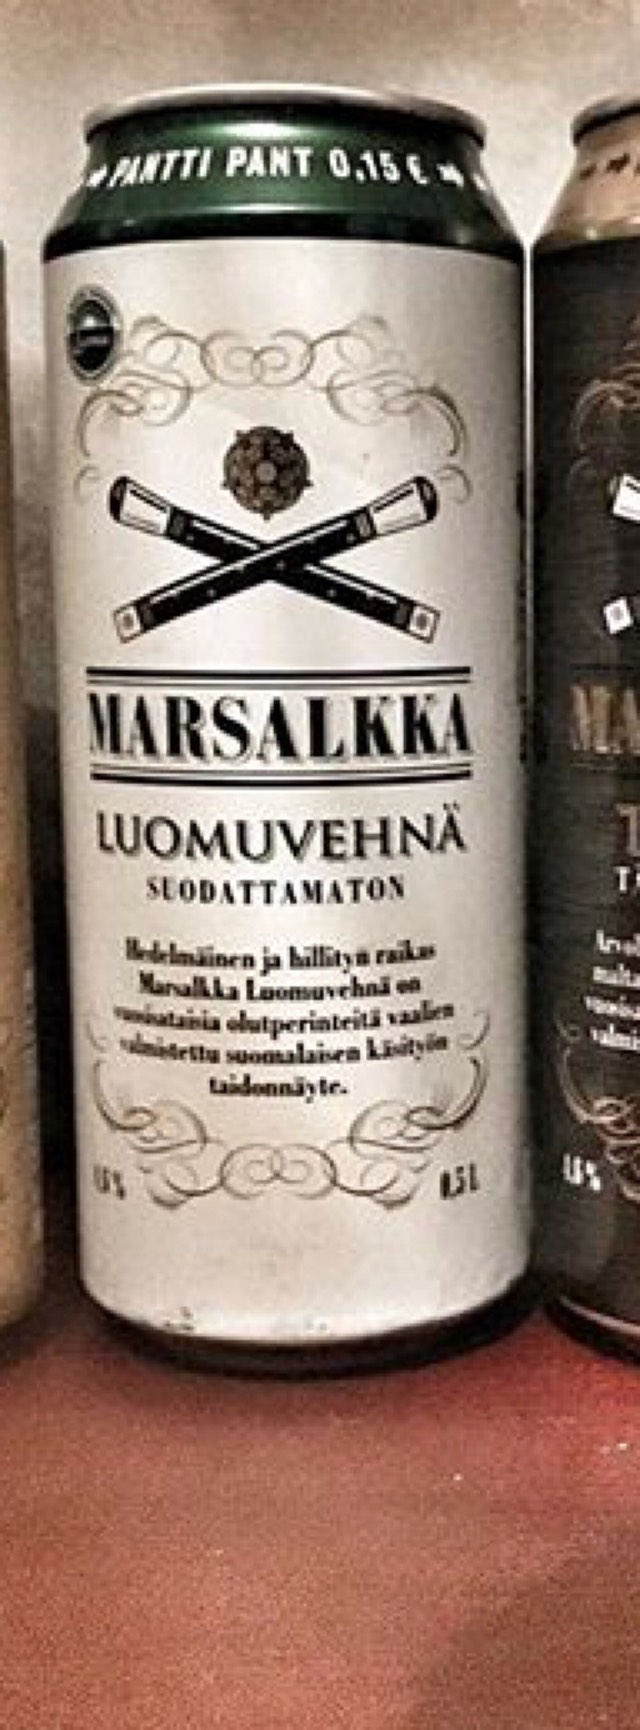 PANTTI PANT 0,15 €
MARSALKKA
LUOMUVEHNÄ
SUODATTAMATON
Hedelmäinen ja hillityn raikas
Marsalkka Luomuvehnä on
vuosisataisia olutperinteitä vaalien
valmistettu suomalaisen käsityön
taidonnäyte.
0,5 L
MA